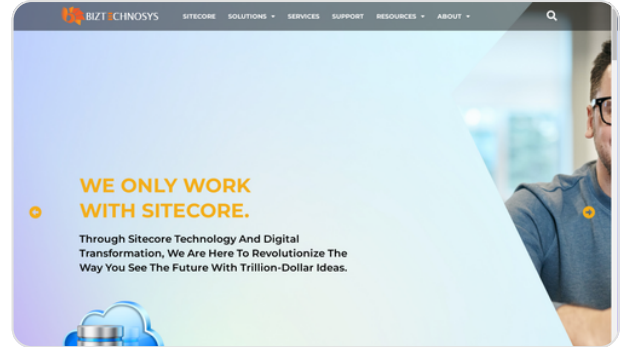 BIZTECHNOSYS SITECORE SOLUTIONS SERVICES SUPPORT RESOURCES ABOUT
WE ONLY WORK
WITH SITECORE.
Through Sitecore Technology And Digital
Transformation, We Are Here To Revolutionize The
Way You See The Future With Trillion-Dollar Ideas.